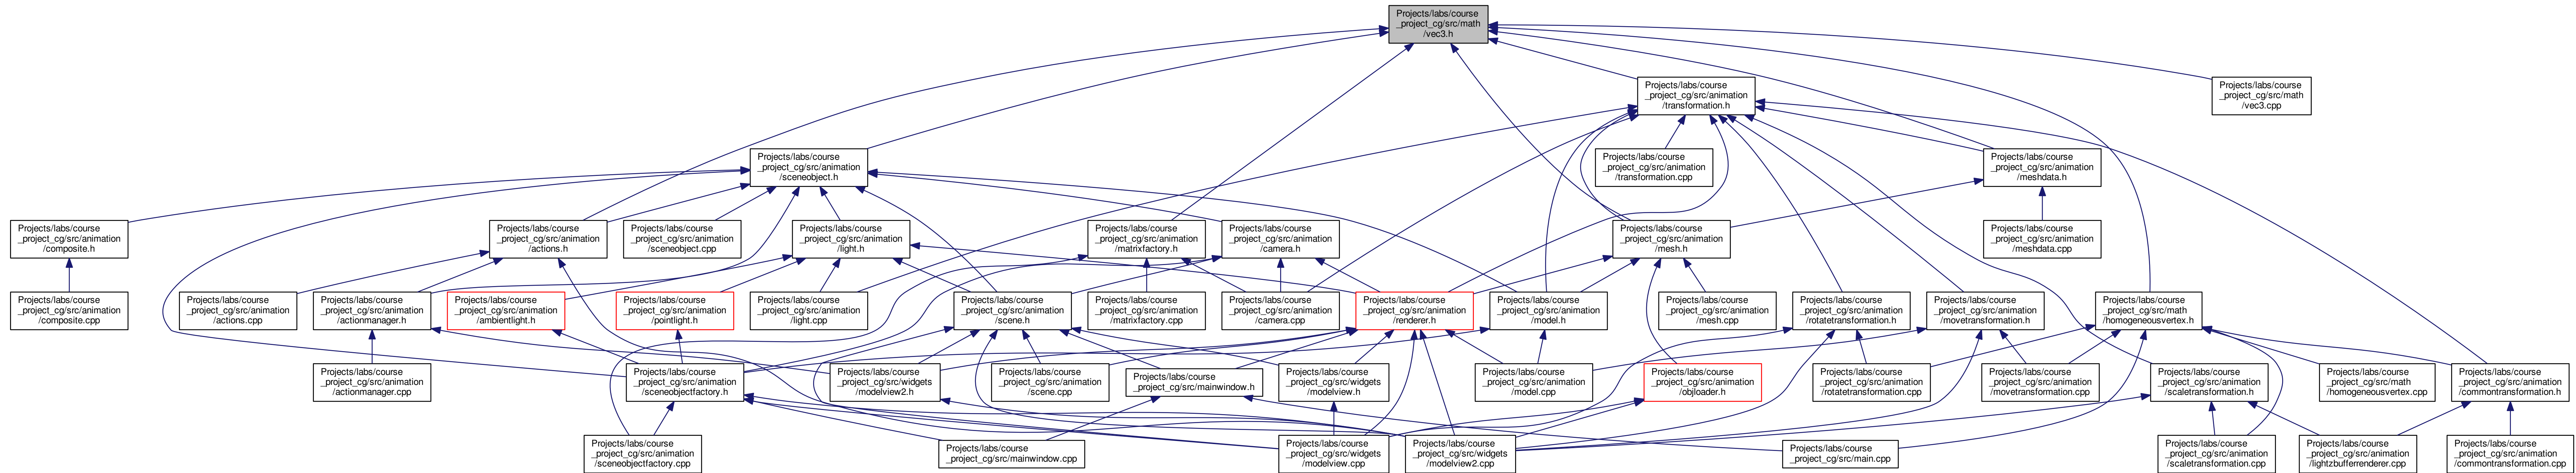 Projects/labs/course
_project_cg/src/math
/vec3.h
Projects/labs/course
_project_cg/src/animation
/transformation.h
Projects/labs/course
_project_cg/src/math
/vec3.cpp
Projects/labs/course
_project_cg/src/animation
/sceneobject.h
Projects/labs/course
_project_cg/src/animation
/transformation.cpp
Projects/labs/course
_project_cg/src/animation
/meshdata.h
Projects/labs/course
_project_cg/src/animation
/composite.h
Projects/labs/course
_project_cg/src/animation
/actions.h
Projects/labs/course
_project_cg/src/animation
/sceneobject.cpp
Projects/labs/course
_project_cg/src/animation
/light.h
Projects/labs/course
_project_cg/src/animation
/matrixfactory.h
Projects/labs/course
_project_cg/src/animation
/camera.h
Projects/labs/course
_project_cg/src/animation
/mesh.h
Projects/labs/course
_project_cg/src/animation
/meshdata.cpp
Projects/labs/course
_project_cg/src/animation
/composite.cpp
Projects/labs/course
_project_cg/src/animation
/actions.cpp
Projects/labs/course
_project_cg/src/animation
/actionmanager.h
Projects/labs/course
_project_cg/src/animation
/ambientlight.h
Projects/labs/course
_project_cg/src/animation
/pointlight.h
Projects/labs/course
_project_cg/src/animation
/light.cpp
Projects/labs/course
_project_cg/src/animation
/scene.h
Projects/labs/course
_project_cg/src/animation
/matrixfactory.cpp
Projects/labs/course
_project_cg/src/animation
/camera.cpp
Projects/labs/course
_project_cg/src/animation
/renderer.h
Projects/labs/course
_project_cg/src/animation
/model.h
Projects/labs/course
_project_cg/src/animation
/mesh.cpp
Projects/labs/course
_project_cg/src/animation
/rotatetransformation.h
Projects/labs/course
_project_cg/src/animation
/movetransformation.h
Projects/labs/course
_project_cg/src/math
/homogeneousvertex.h
Projects/labs/course
_project_cg/src/animation
/actionmanager.cpp
Projects/labs/course
_project_cg/src/animation
/sceneobjectfactory.h
Projects/labs/course
_project_cg/src/widgets
/modelview2.h
Projects/labs/course
_project_cg/src/animation
/scene.cpp
Projects/labs/course
_project_cg/src/mainwindow.h
Projects/labs/course
_project_cg/src/widgets
/modelview.h
Projects/labs/course
_project_cg/src/animation
/model.cpp
Projects/labs/course
_project_cg/src/animation
/objloader.h
Projects/labs/course
_project_cg/src/animation
/rotatetransformation.cpp
Projects/labs/course
_project_cg/src/animation
/movetransformation.cpp
Projects/labs/course
_project_cg/src/animation
/scaletransformation.h
Projects/labs/course
_project_cg/src/math
/homogeneousvertex.cpp
Projects/labs/course
_project_cg/src/animation
/commontransformation.h
Projects/labs/course
_project_cg/src/animation
/sceneobjectfactory.cpp
Projects/labs/course
_project_cg/src/mainwindow.cpp
Projects/labs/course
_project_cg/src/widgets
/modelview.cpp
Projects/labs/course
_project_cg/src/widgets
/modelview2.cpp
Projects/labs/course
_project_cg/src/main.cpp
Projects/labs/course
_project_cg/src/animation
/scaletransformation.cpp
Projects/labs/course
_project_cg/src/animation
/lightzbufferrenderer.cpp
Projects/labs/course
_project_cg/src/animation
/commontransformation.cpp